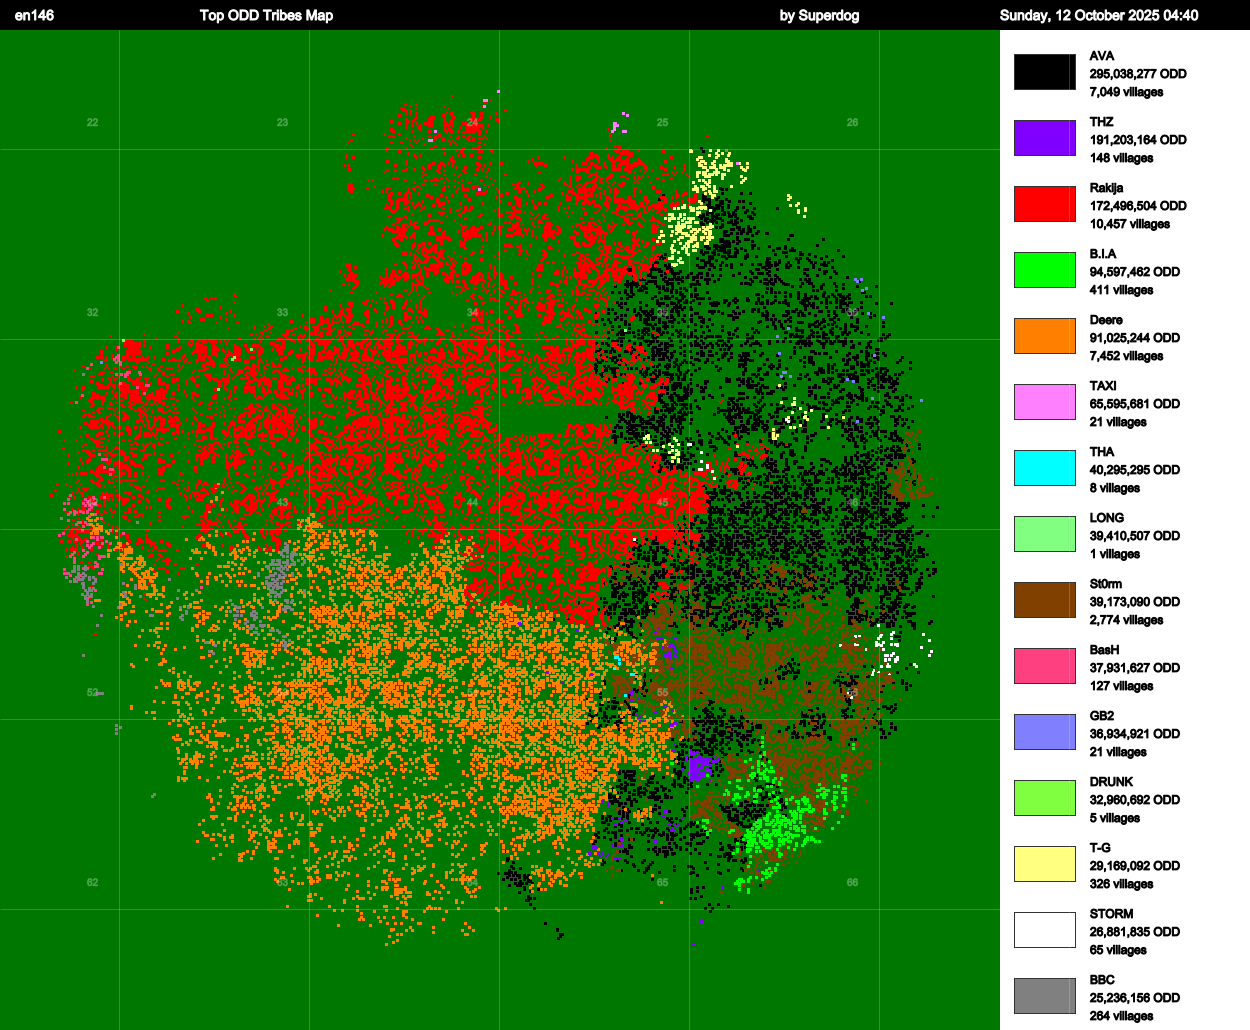 en146 Top ODD Tribes Map by Superdog Sunday, 12 October 2025 04:40
AVA
295,038,277 ODD
7,049 villages
22 23 24 25 26
THZ
191,203,164 ODD
148 villages
Rakija
172,496,504 ODD
10,457 villages
B.I.A
94,597,462 ODD
411 villages
32 33 34
Deere
91,025,244 ODD
7,452 villages
TAXI
65,595,681 ODD
21 villages
THA
40,295,295 ODD
8 villages
43 44 45
LONG
39,410,507 ODD
1 villages
St0rm
39,173,090 ODD
2,774 villages
BasH
37,931,627 ODD
127 villages
52 55
GB2
36,934,921 ODD
21 villages
DRUNK
32,960,692 ODD
5 villages
T-G
29,169,092 ODD
326 villages
62 63 64 65 66
STORM
26,881,835 ODD
65 villages
BBC
25,236,156 ODD
264 villages